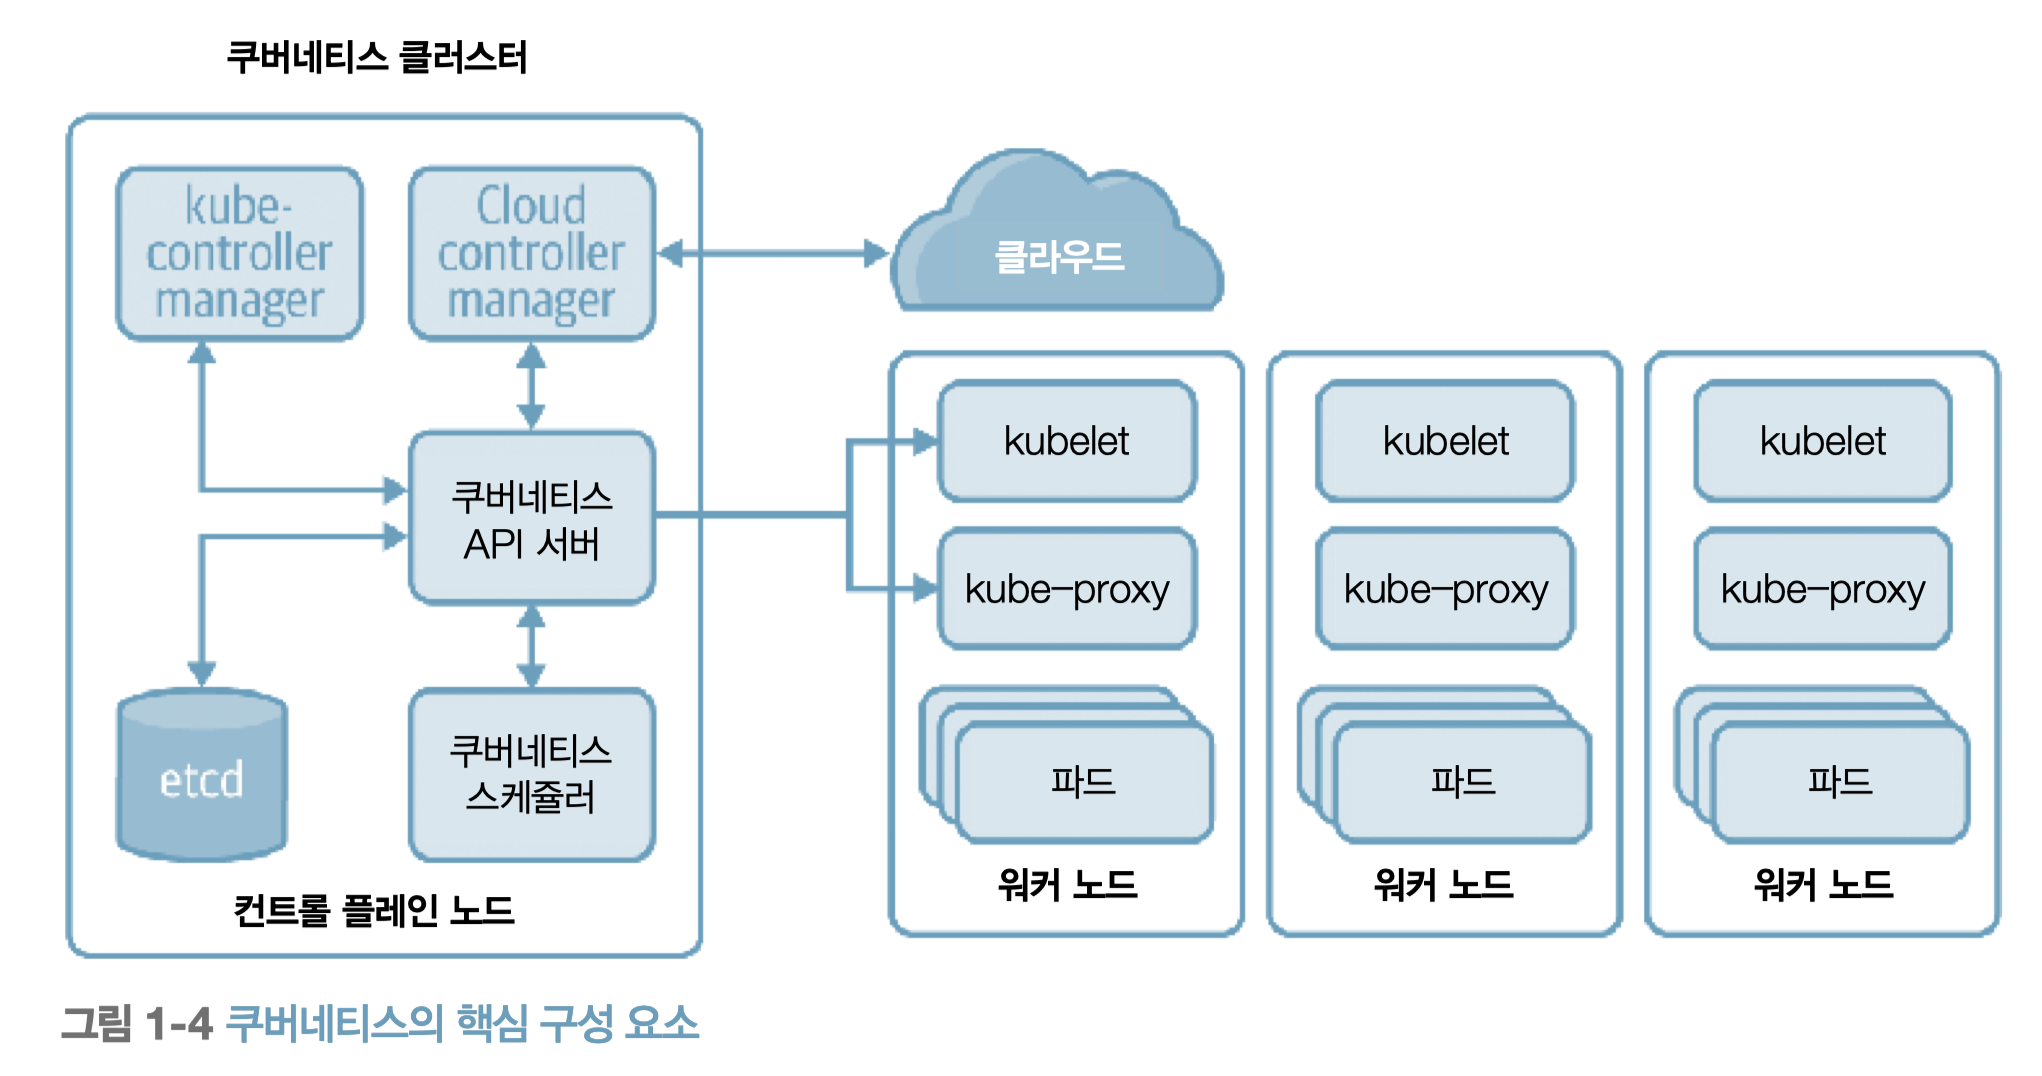 쿠버네티스 클러스터
kube-
controller
manager
Cloud
controller
manager
클라우드
쿠버네티스
API 서버
etcd
쿠버네티스
스케쥴러
컨트롤 플레인 노드
kubelet
kube-proxy
파드
워커 노드
kubelet
kube-proxy
파드
워커 노드
kubelet
kube-proxy
파드
워커 노드
그림 1-4 쿠버네티스의 핵심 구성 요소